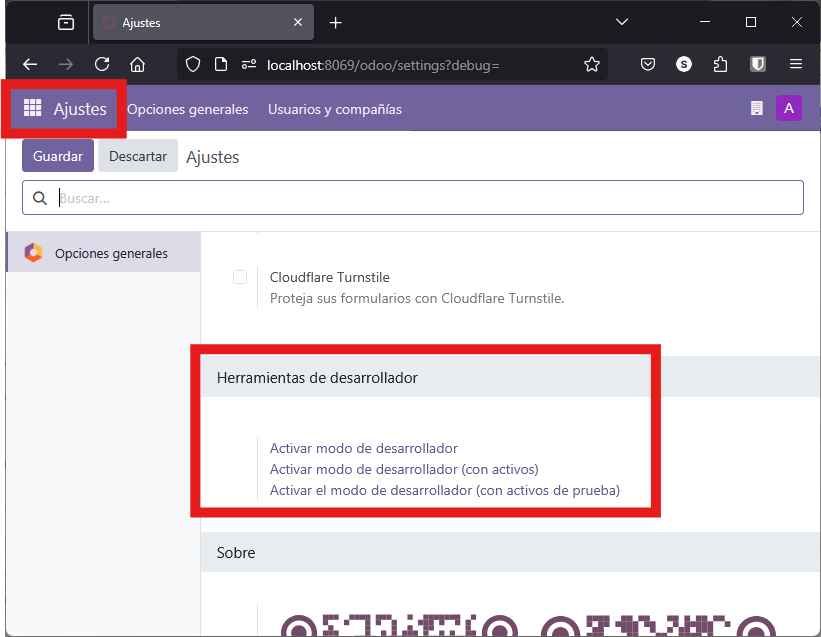 Ajustes
localhost:8069/odoo/settings?debug=
S
Ajustes Opciones generales Usuarios y compañías
A
Guardar Descartar Ajustes
Buscar...
Opciones generales
Cloudflare Turnstile
Proteja sus formularios con Cloudflare Turnstile.
Herramientas de desarrollador
Activar modo de desarrollador
Activar modo de desarrollador (con activos)
Activar el modo de desarrollador (con activos de prueba)
Sobre